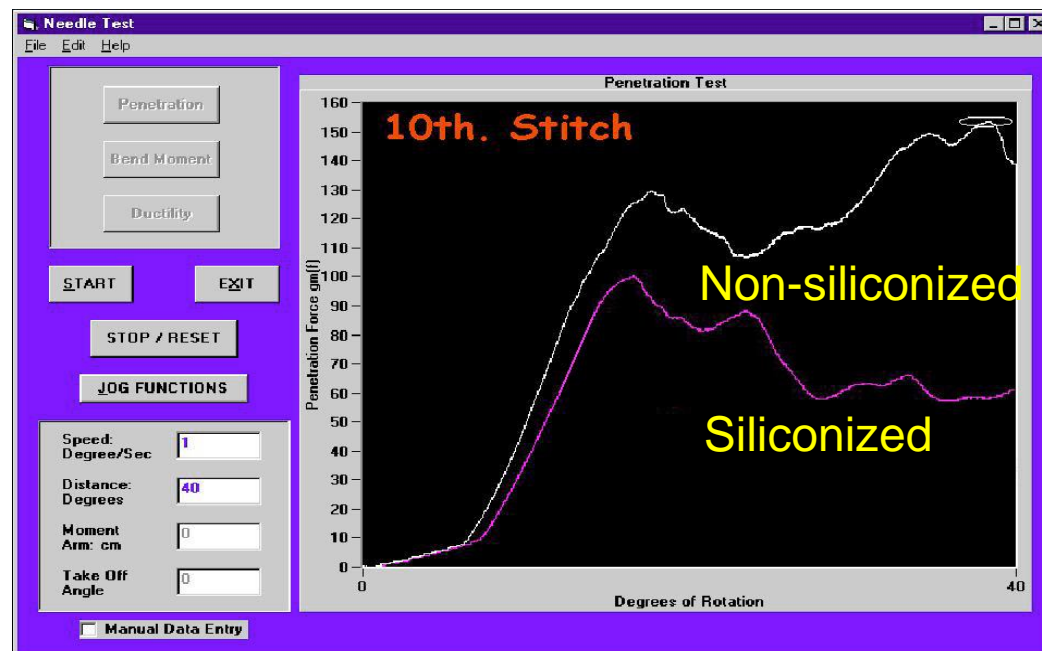 Needle Test
File Edit Help
Penetration
Bend Moment
Ductility
START
EXIT
STOP / RESET
JOG FUNCTIONS
Speed:
Degree/Sec
1
Distance:
Degrees
40
Moment
Arm: cm
0
Take Off
Angle
0
Manual Data Entry
Penetration Test
10th. Stitch
Penetration Force gm(f)
160
150
140
130
120
110
100
90
80
70
60
50
40
30
20
10
0
Non-siliconized
Siliconized
0
40
Degrees of Rotation